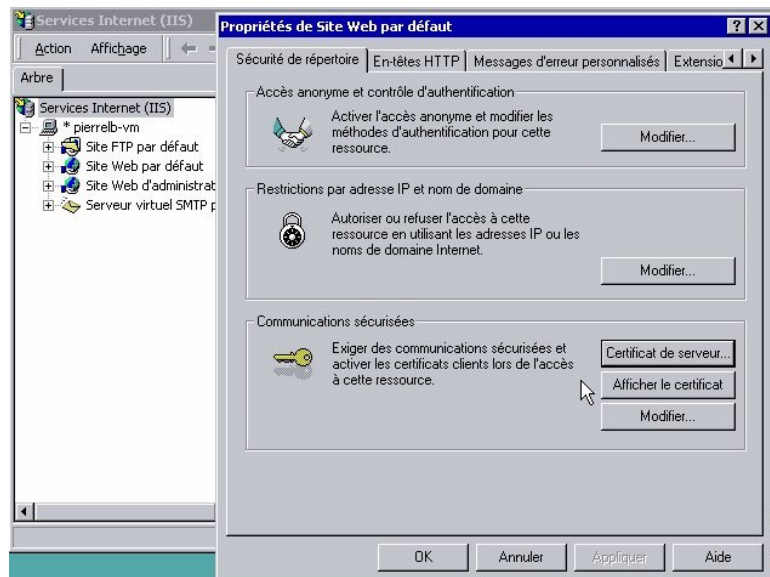 Services Internet (IIS)
Action Affichage
Arbre
Services Internet (IIS)
* pierrelb-vm
Site FTP par défaut
Site Web par défaut
Site Web d'administrat
Serveur virtuel SMTP p
Propriétés de Site Web par défaut
Sécurité de répertoire En-têtes HTTP Messages d'erreur personnalisés Extensio
Accès anonyme et contrôle d'authentification
Activer l'accès anonyme et modifier les
méthodes d'authentification pour cette
ressource.
Modifier...
Restrictions par adresse IP et nom de domaine
Autoriser ou refuser l'accès à cette
ressource en utilisant les adresses IP ou les
noms de domaine Internet.
Modifier...
Communications sécurisées
Exiger des communications sécurisées et
activer les certificats clients lors de l'accès
à cette ressource.
Certificat de serveur...
Afficher le certificat
Modifier...
OK Annuler Appliquer Aide